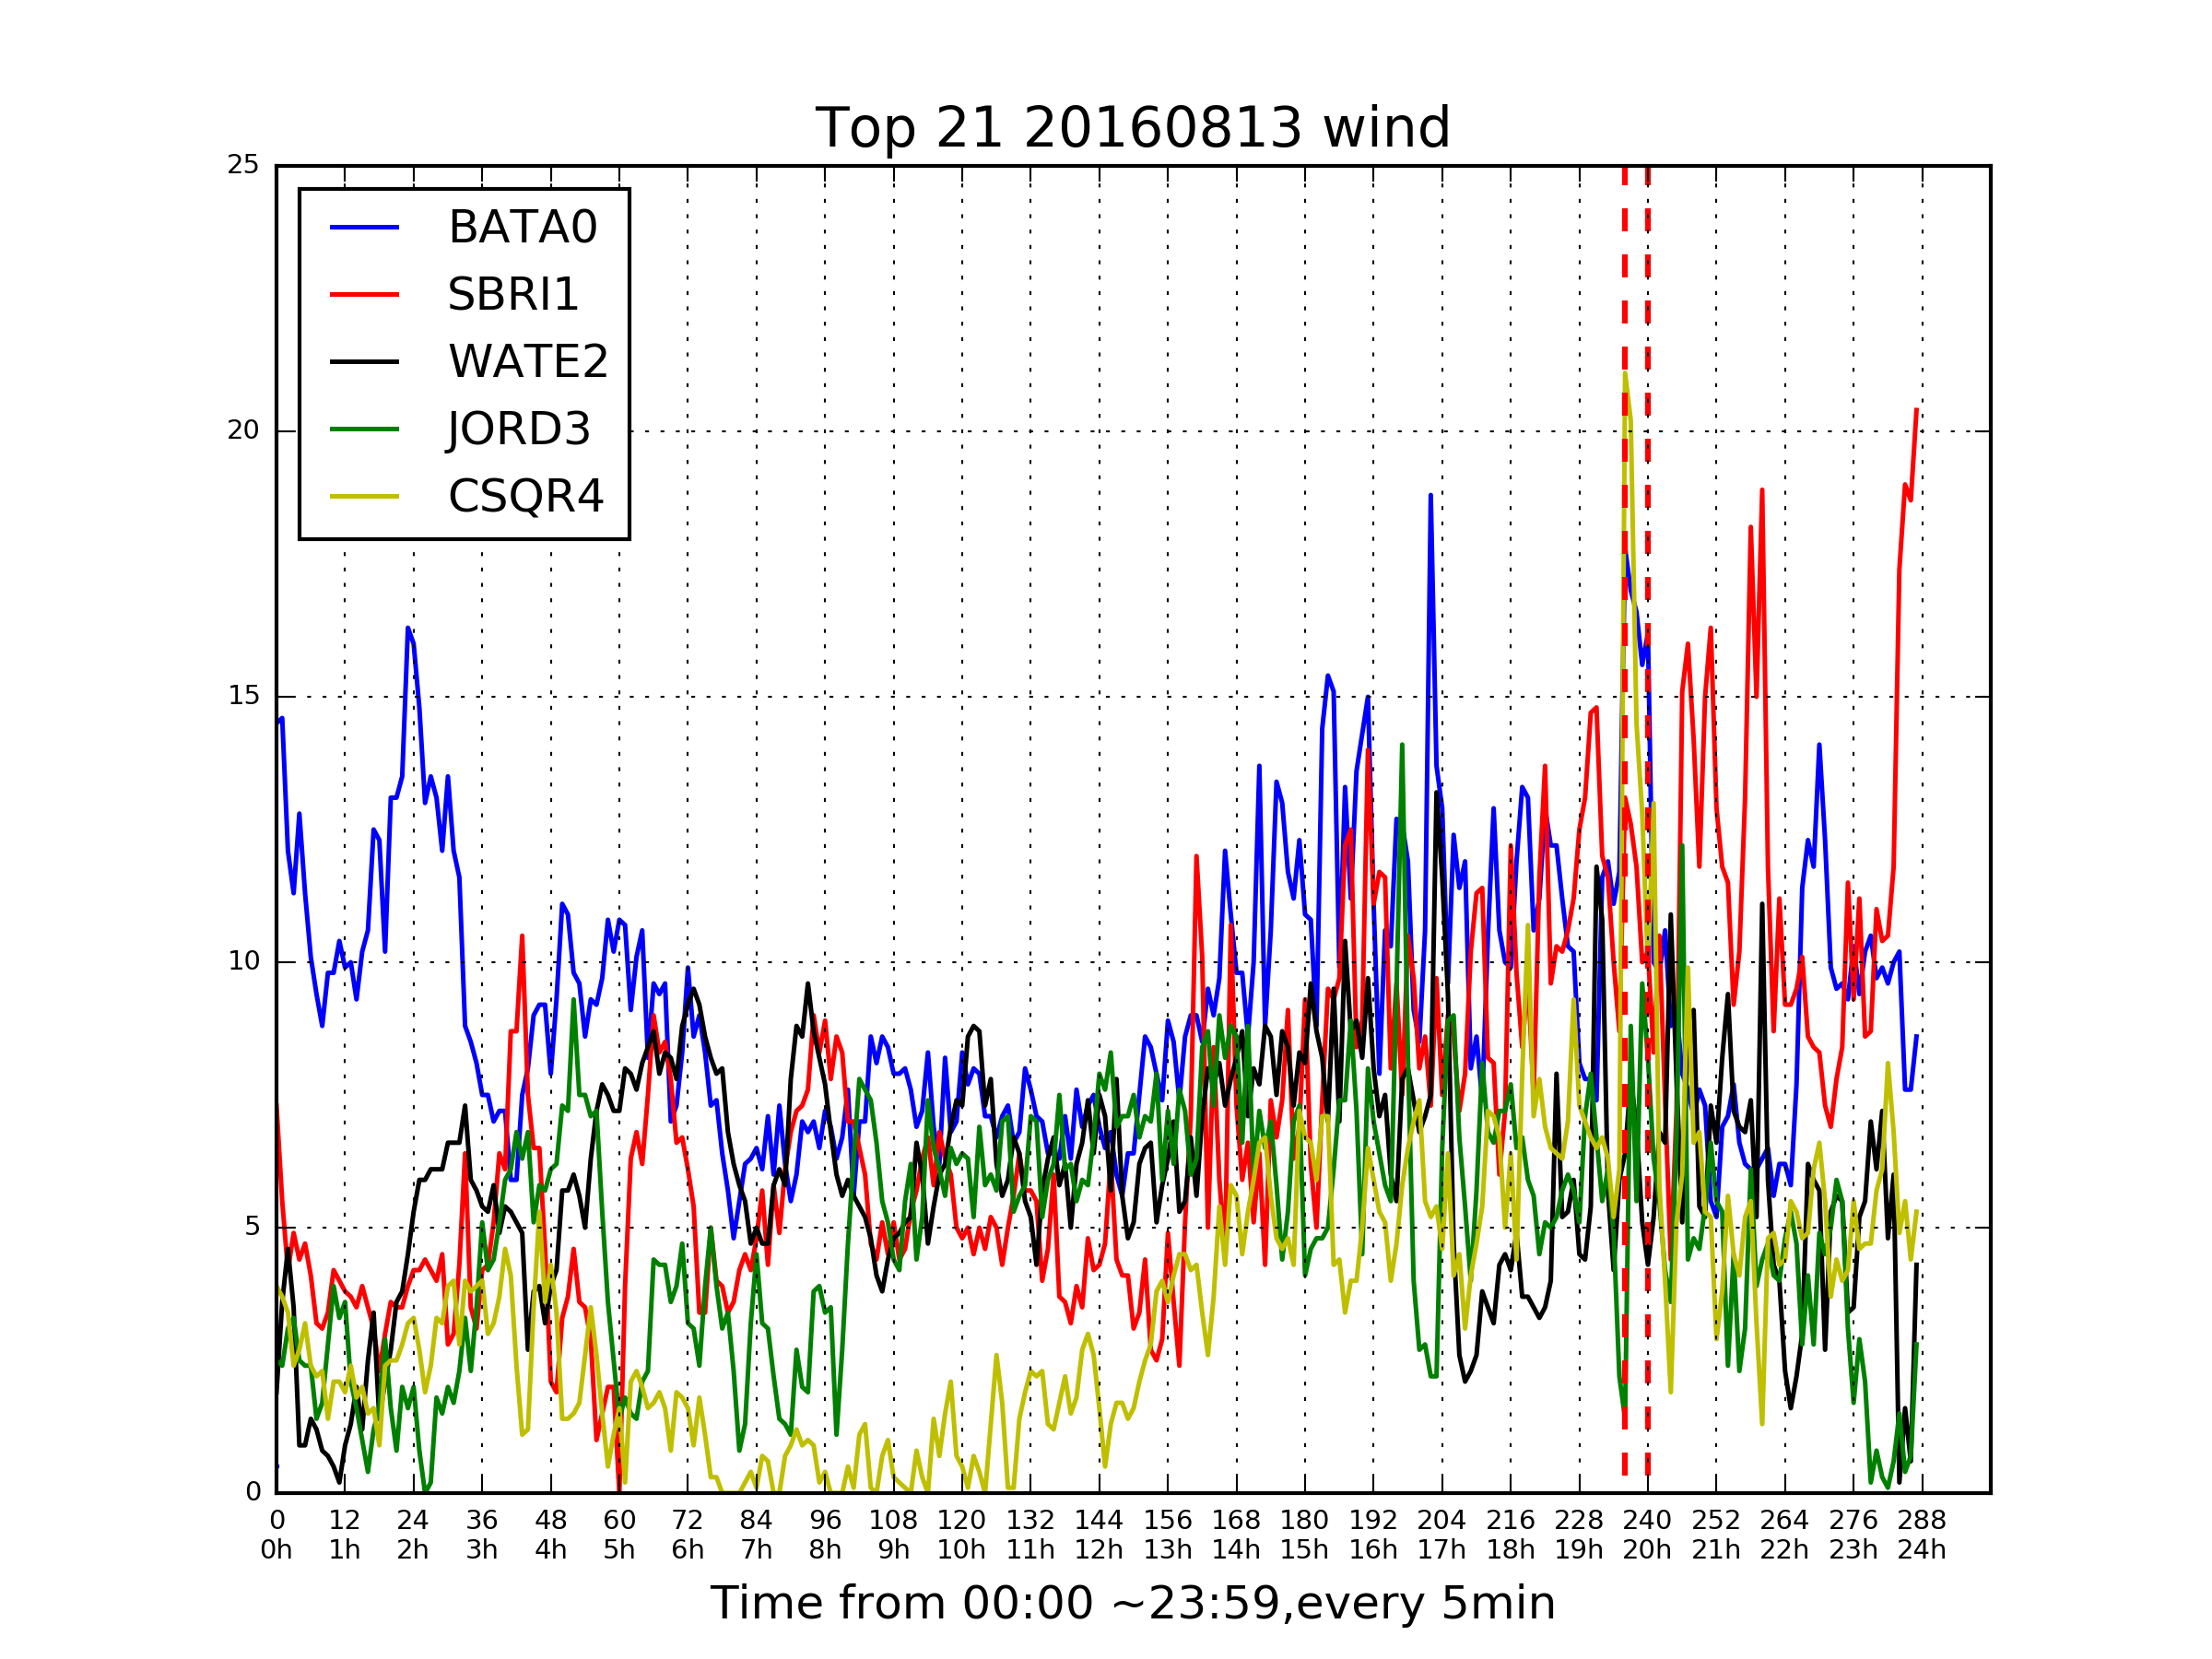 Top 21 20160813 wind
25
20
15
10
5
0
BATA0
SBRI1
WATE2
JORD3
CSQR4
0 12 24 36 48 60 72 84 96 108 120 132 144 156 168 180 192 204 216 228 240 252 264 276 288
0h 1h 2h 3h 4h 5h 6h 7h 8h 9h 10h 11h 12h 13h 14h 15h 16h 17h 18h 19h 20h 21h 22h 23h 24h
Time from 00:00 ~23:59,every 5min